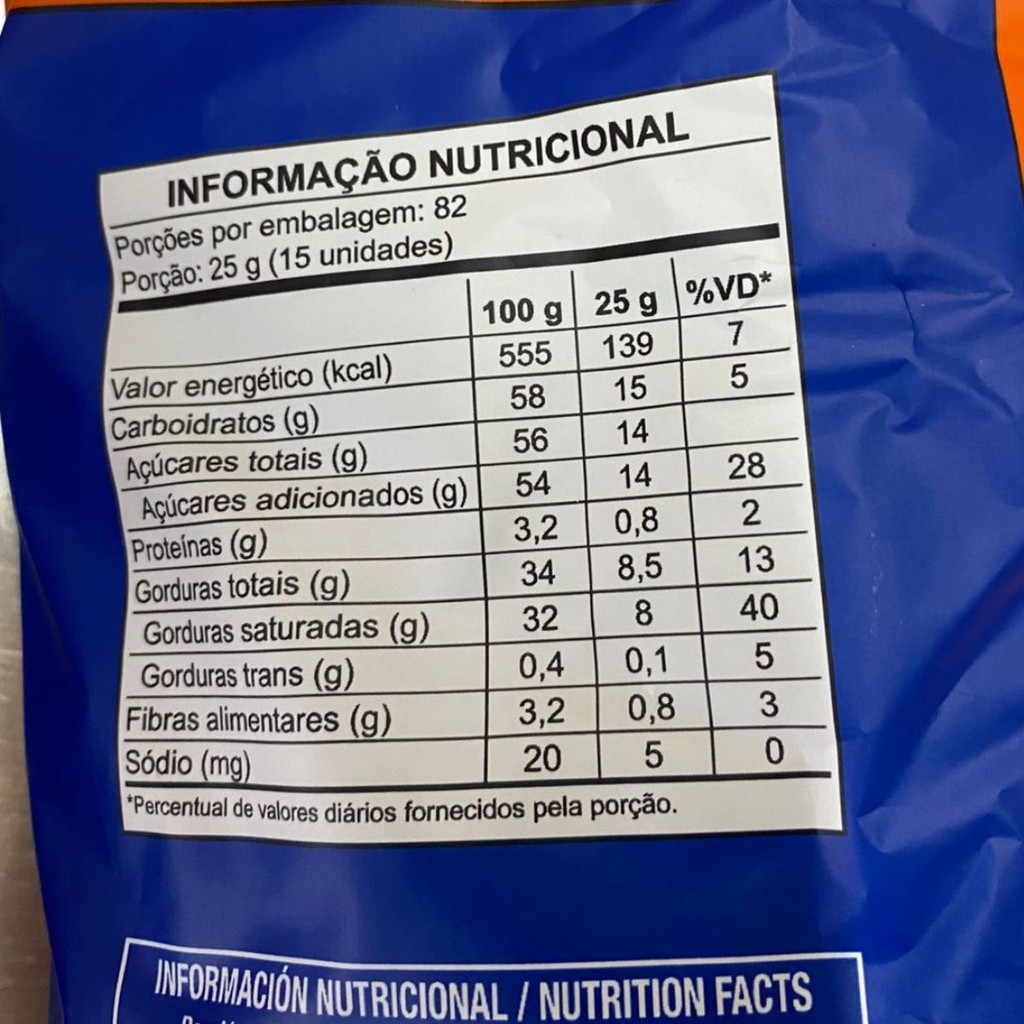 INFORMAÇÃO NUTRICIONAL
Porções por embalagem: 82
Porção: 25 g (15 unidades)
100 g 25 g %VD*
Valor energético (kcal) 555 139 7
Carboidratos (g) 58 15 5
Açúcares totais (g) 56 14
Açúcares adicionados (g) 54 14 28
Proteínas (g) 3,2 0,8 2
Gorduras totais (g) 34 8,5 13
Gorduras saturadas (g) 32 8 40
Gorduras trans (g) 0,4 0,1 5
Fibras alimentares (g) 3,2 0,8 3
Sódio (mg) 20 5 0
*Percentual de valores diários fornecidos pela porção.
INFORMACIÓN NUTRICIONAL / NUTRITION FACTS